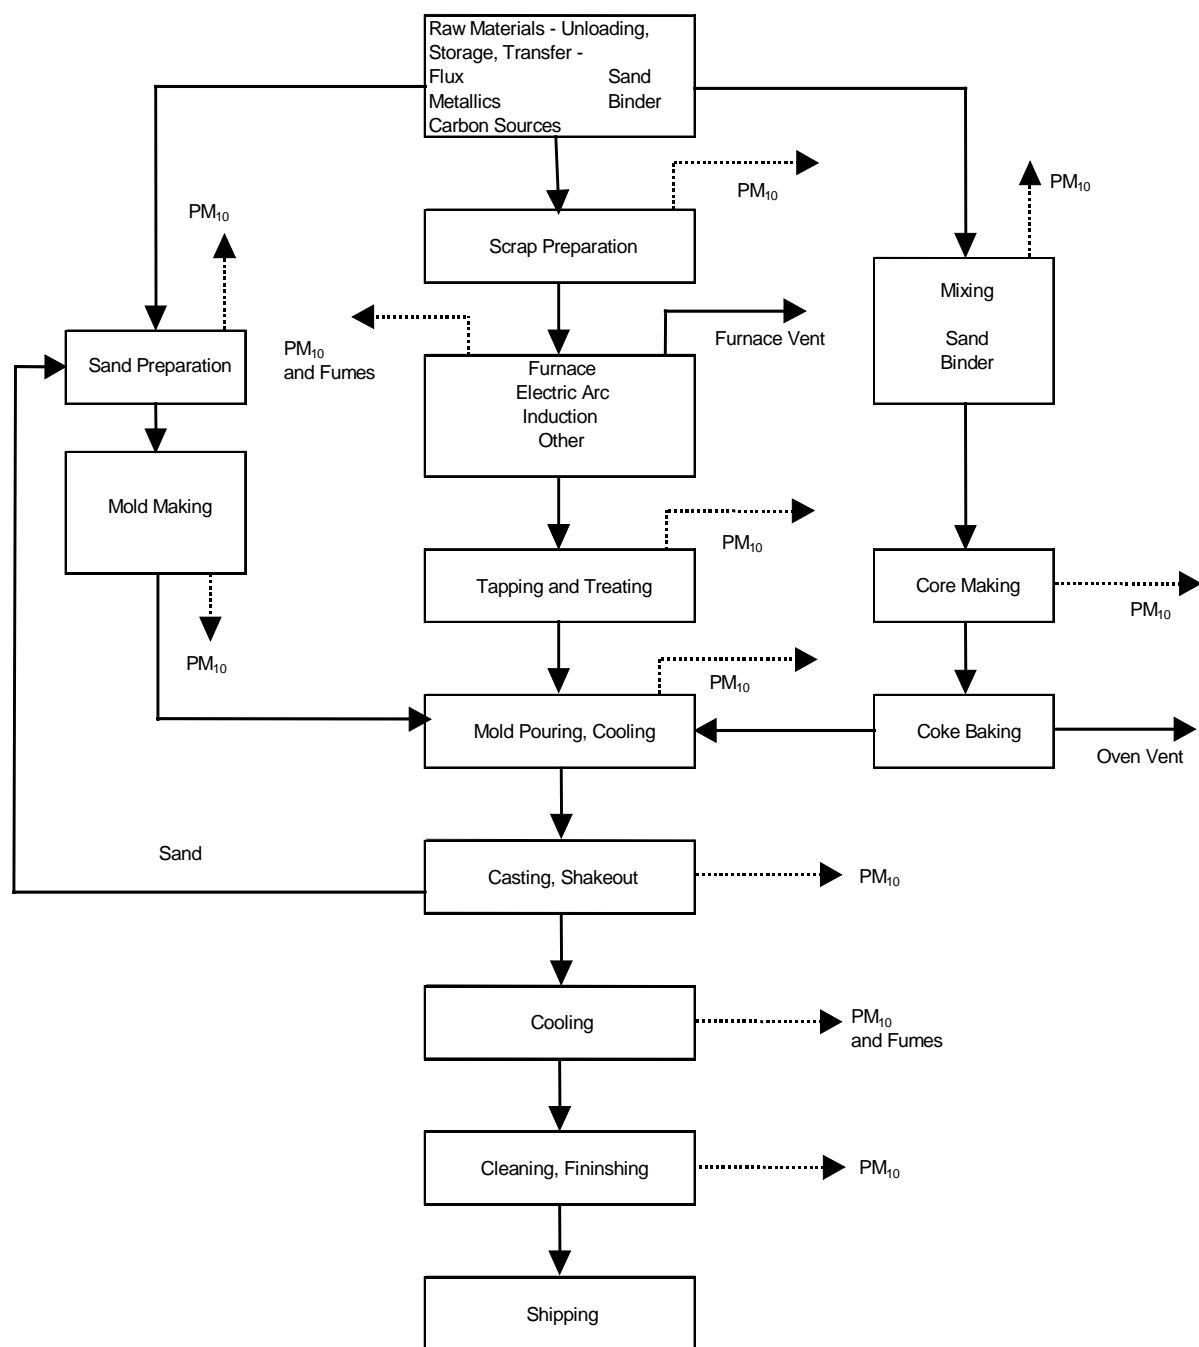 Raw Materials - Unloading,
Storage, Transfer -
Flux Sand
Metallics Binder
Carbon Sources
PM10
PM10
PM10
Scrap Preparation
Mixing
Sand
Binder
Furnace Vent
PM10
and Fumes
Sand Preparation
Furnace
Electric Arc
Induction
Other
Mold Making
PM10
Tapping and Treating
Core Making
PM10
PM10
PM10
Mold Pouring, Cooling
Coke Baking
Oven Vent
Sand
Casting, Shakeout
PM10
Cooling
PM10
and Fumes
Cleaning, Fininshing
PM10
Shipping